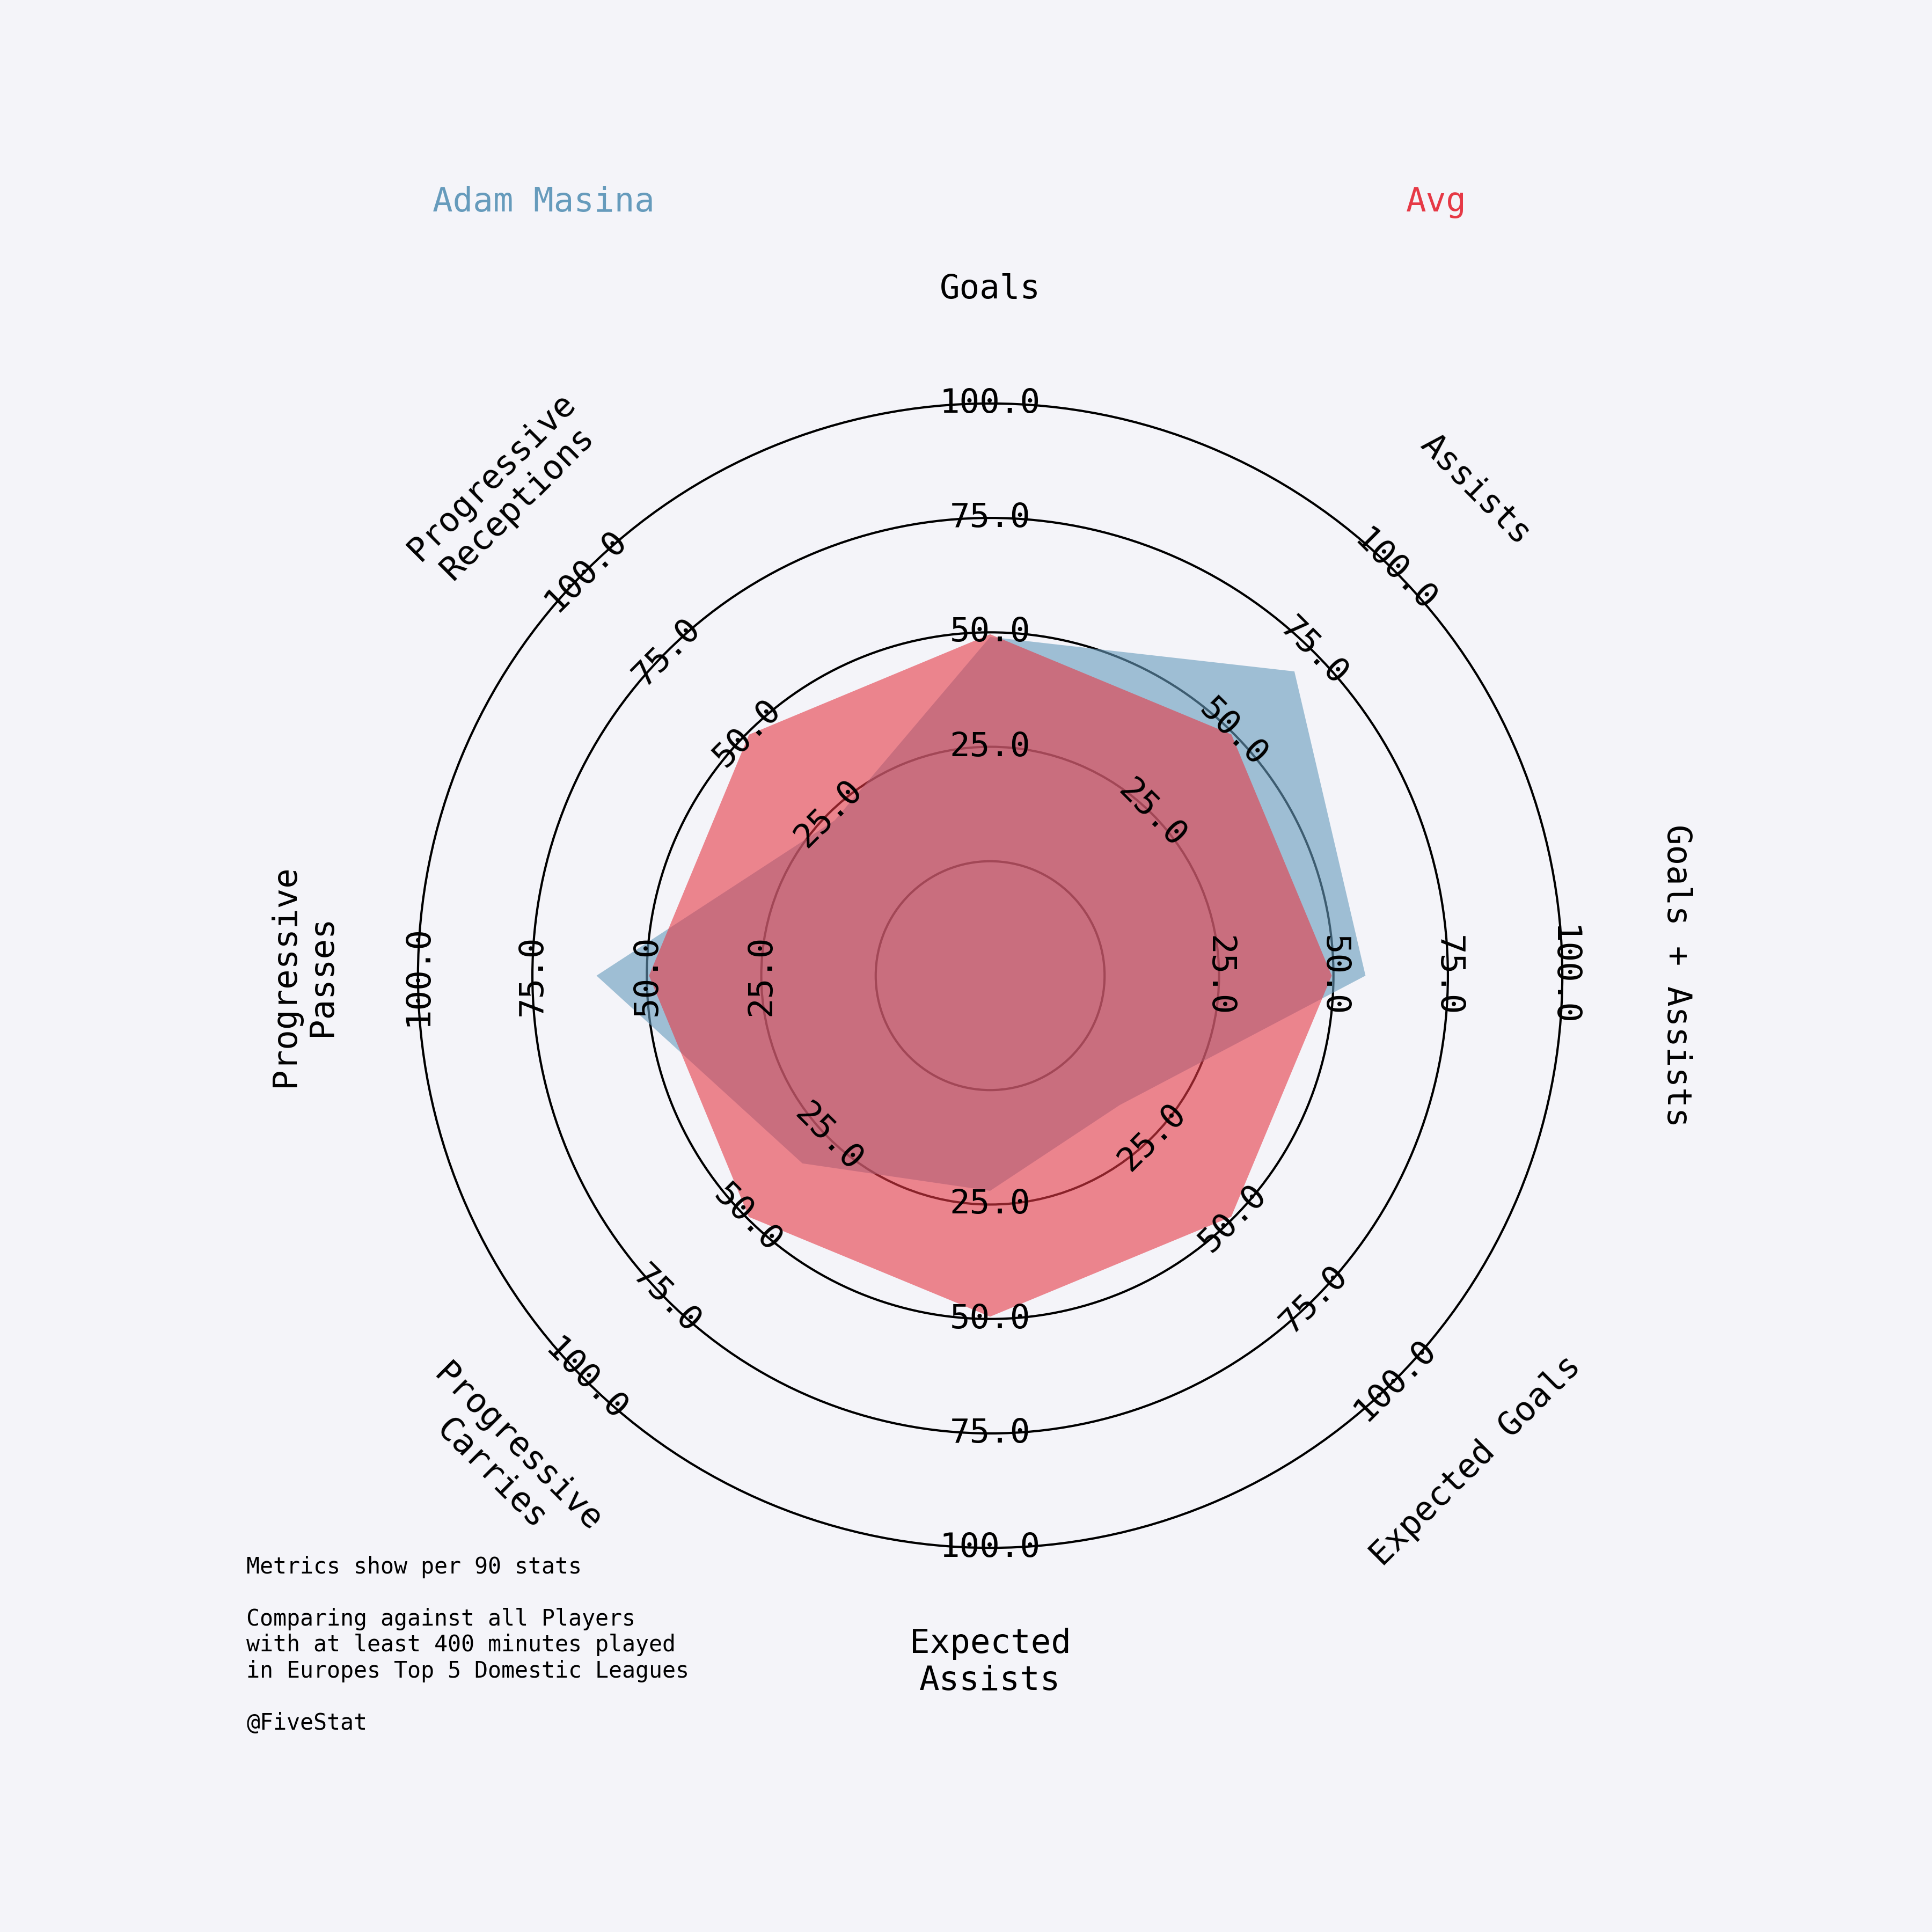 Adam Masina
Avg
Goals
Assists
Goals + Assists
Expected Goals
Expected
Assists
Progressive
Carries
Progressive
Passes
Progressive
Receptions
100.0
75.0
50.0
25.0
100.0
75.0
50.0
25.0
100.0
75.0
50.0
25.0
100.0
75.0
50.0
25.0
25.0
50.0
75.0
100.0
25.0
50.0
75.0
100.0
100.0
75.0
50.0
25.0
100.0
75.0
50.0
25.0
Metrics show per 90 stats
Comparing against all Players
with at least 400 minutes played
in Europes Top 5 Domestic Leagues
@FiveStat